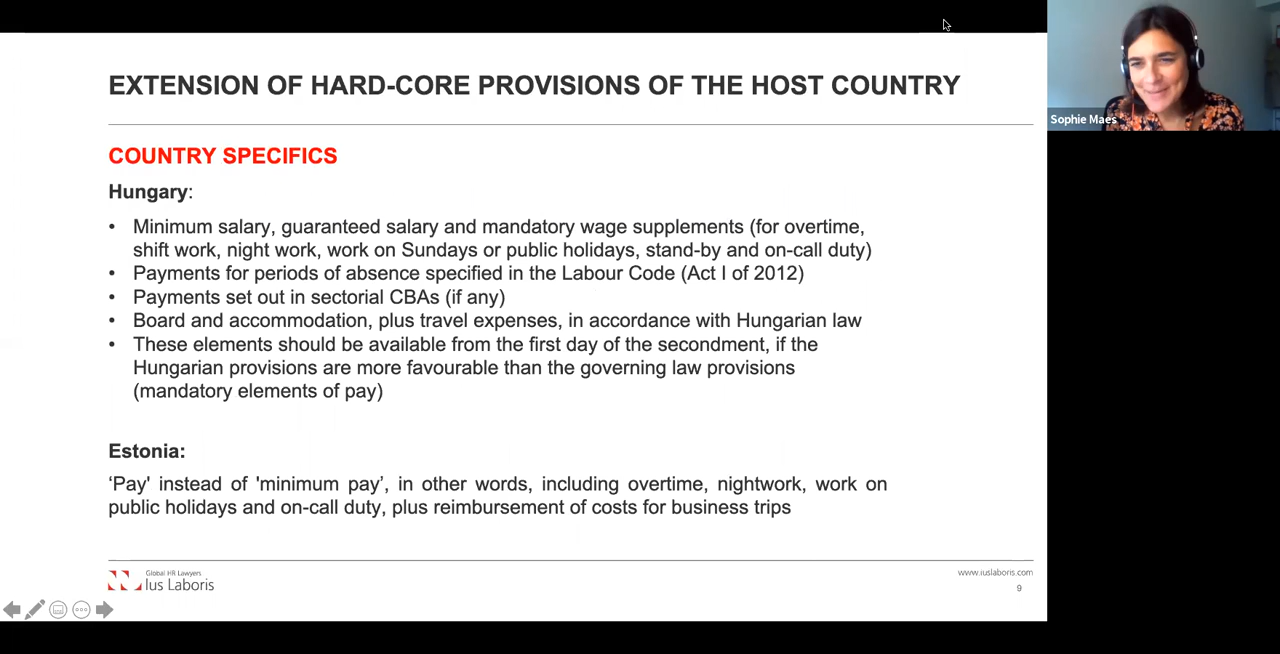 EXTENSION OF HARD-CORE PROVISIONS OF THE HOST COUNTRY
Sophie Maes
COUNTRY SPECIFICS
Hungary:
• Minimum salary, guaranteed salary and mandatory wage supplements (for overtime,
shift work, night work, work on Sundays or public holidays, stand-by and on-call duty)
• Payments for periods of absence specified in the Labour Code (Act I of 2012)
• Payments set out in sectorial CBAs (if any)
• Board and accommodation, plus travel expenses, in accordance with Hungarian law
• These elements should be available from the first day of the secondment, if the
Hungarian provisions are more favourable than the governing law provisions
(mandatory elements of pay)
Estonia:
‘Pay' instead of 'minimum pay’, in other words, including overtime, nightwork, work on
public holidays and on-call duty, plus reimbursement of costs for business trips
Global HR Lawyers
Ius Laboris
www.iuslaboris.com
9